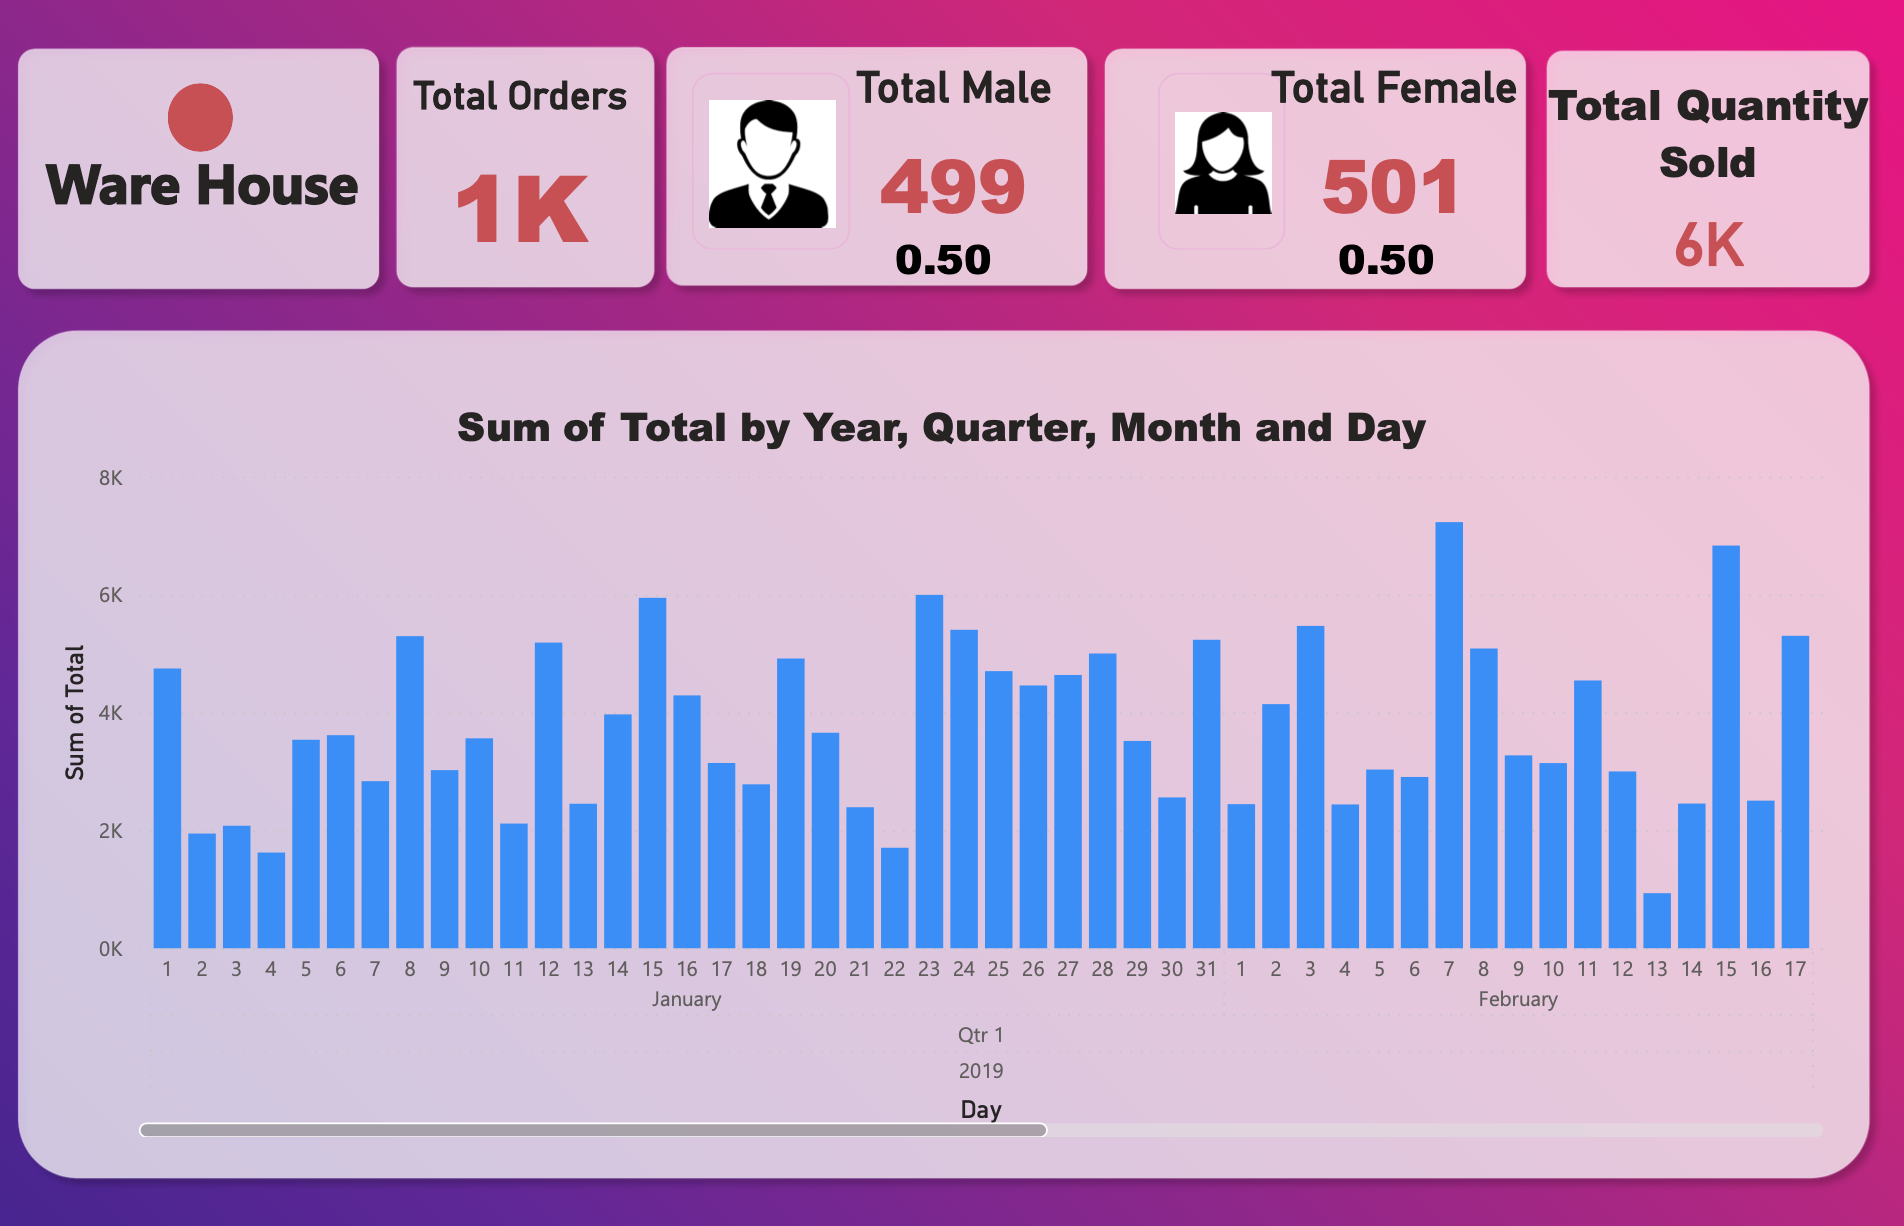 Ware House
Total Orders
1K
Total Male
499
0.50
Total Female
501
0.50
Total Quantity
Sold
6K
Sum of Total by Year, Quarter, Month and Day
Sum of Total
8K
6K
4K
2K
0K
1 2 3 4 5 6 7 8 9 10 11 12 13 14 15 16 17 18 19 20 21 22 23 24 25 26 27 28 29 30 31 1 2 3 4 5 6 7 8 9 10 11 12 13 14 15 16 17
January February
Qtr 1
2019
Day